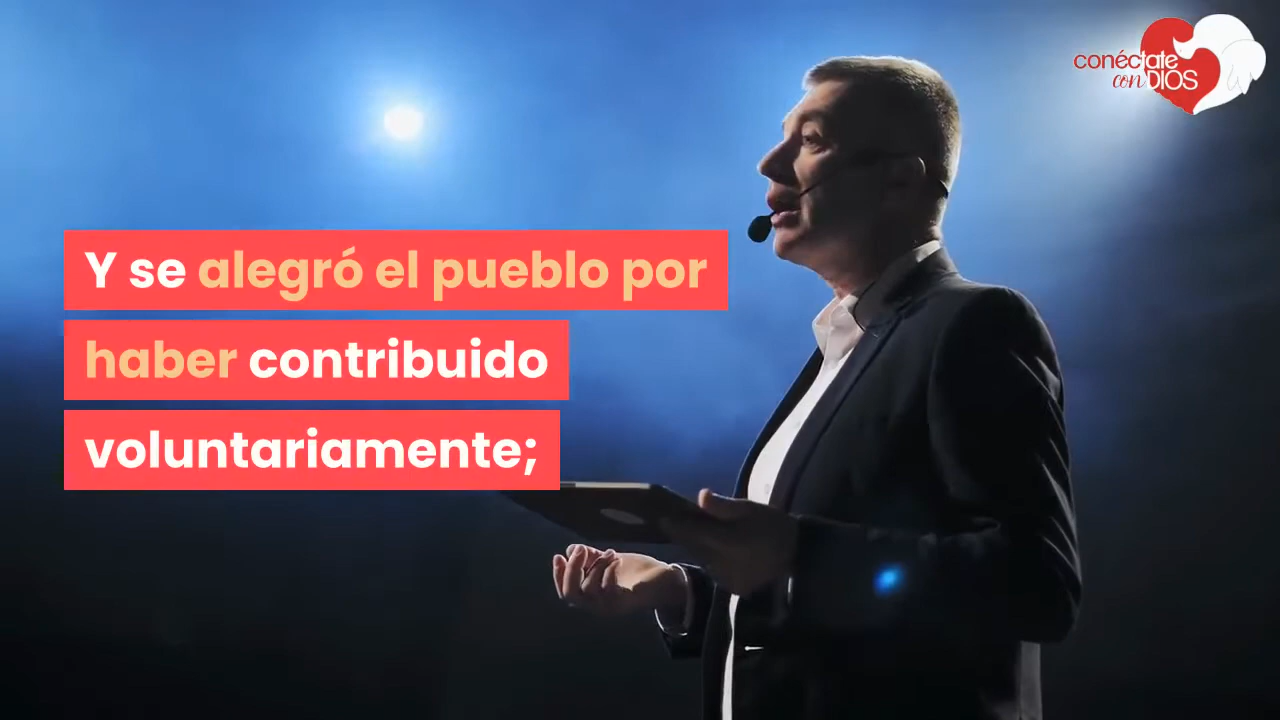 conéctate
con DIOS
Y se alegró el pueblo por
haber contribuido
voluntariamente;